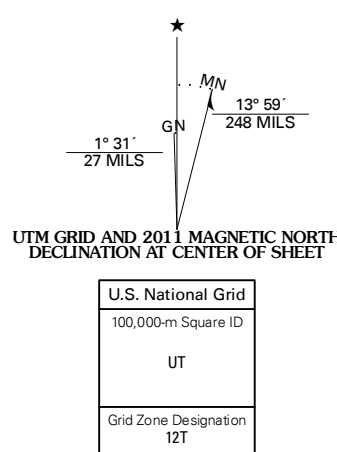 MN
13° 59´
248 MILS
GN
1° 31´
27 MILS
UTM GRID AND 2011 MAGNETIC NORTH
DECLINATION AT CENTER OF SHEET
U.S. National Grid
100,000-m Square ID
UT
Grid Zone Designation
12T